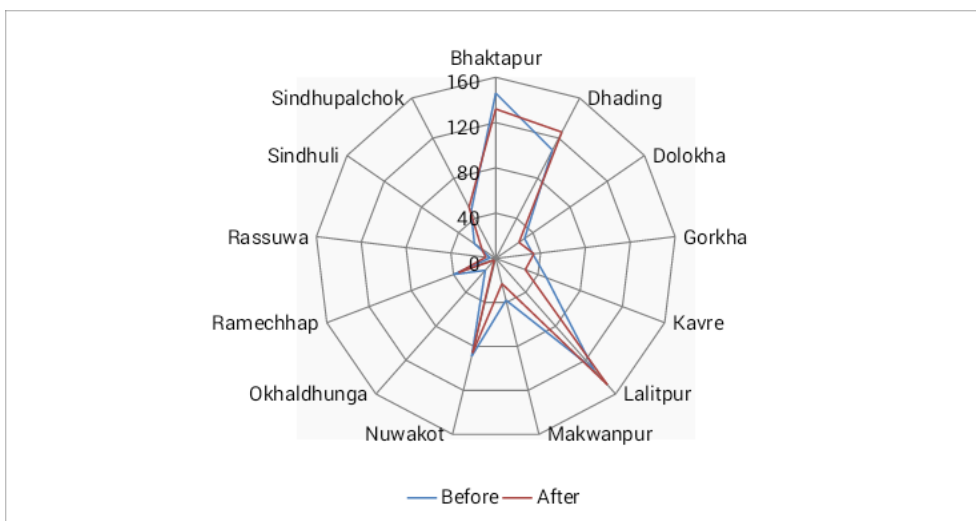 Bhaktapur
160
Sindhupalchok
Dhading
120
Sindhuli
Dolokha
80
40
Rassuwa
Gorkha
0
Ramechhap
Kavre
Okhaldhunga
Lalitpur
Nuwakot
Makwanpur
Before After